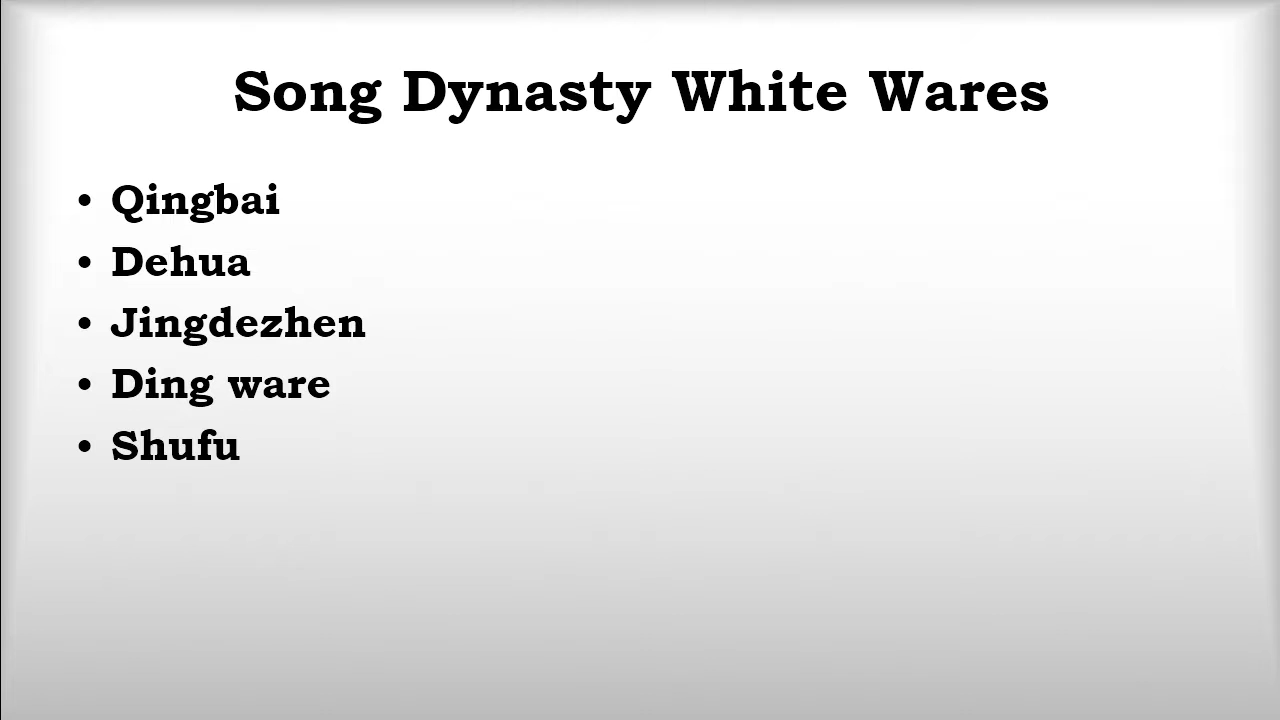 Song Dynasty White Wares
• Qingbai
• Dehua
• Jingdezhen
• Ding ware
• Shufu